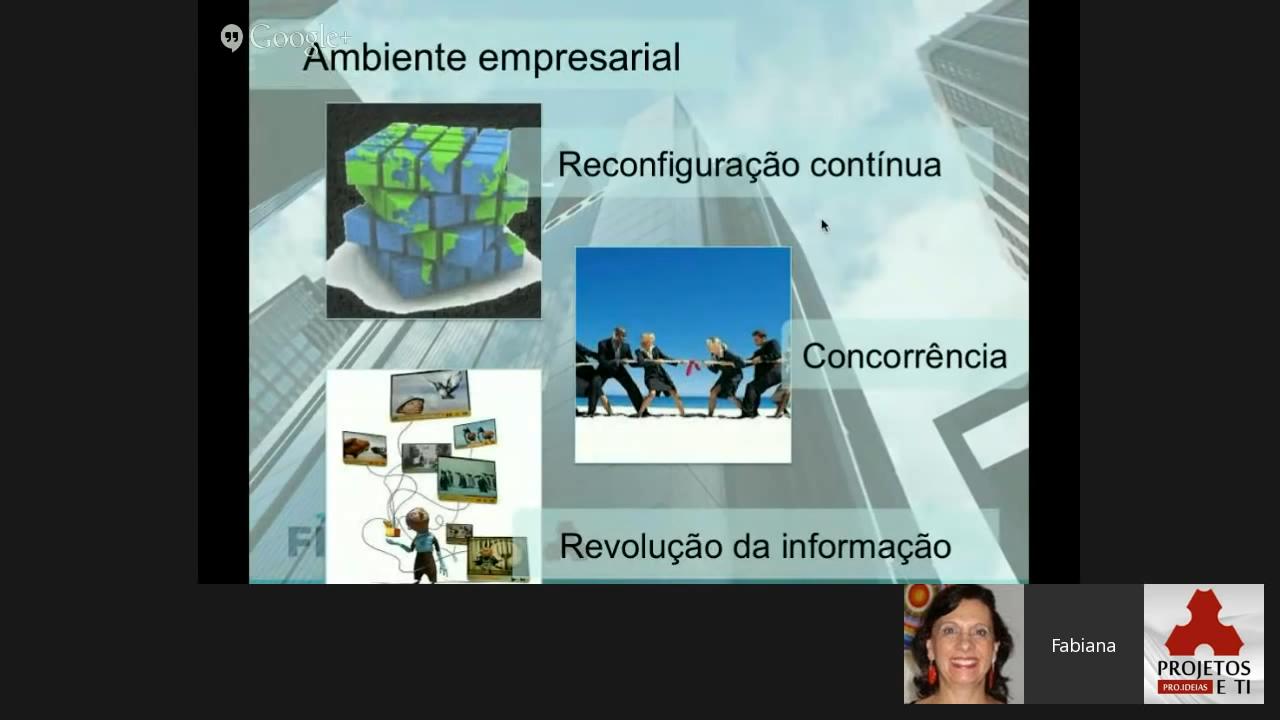 Google+
Ambiente empresarial
Reconfiguração contínua
Concorrência
Revolução da informação
Fabiana
PROJETOS
PRO.IDEIAS E TI